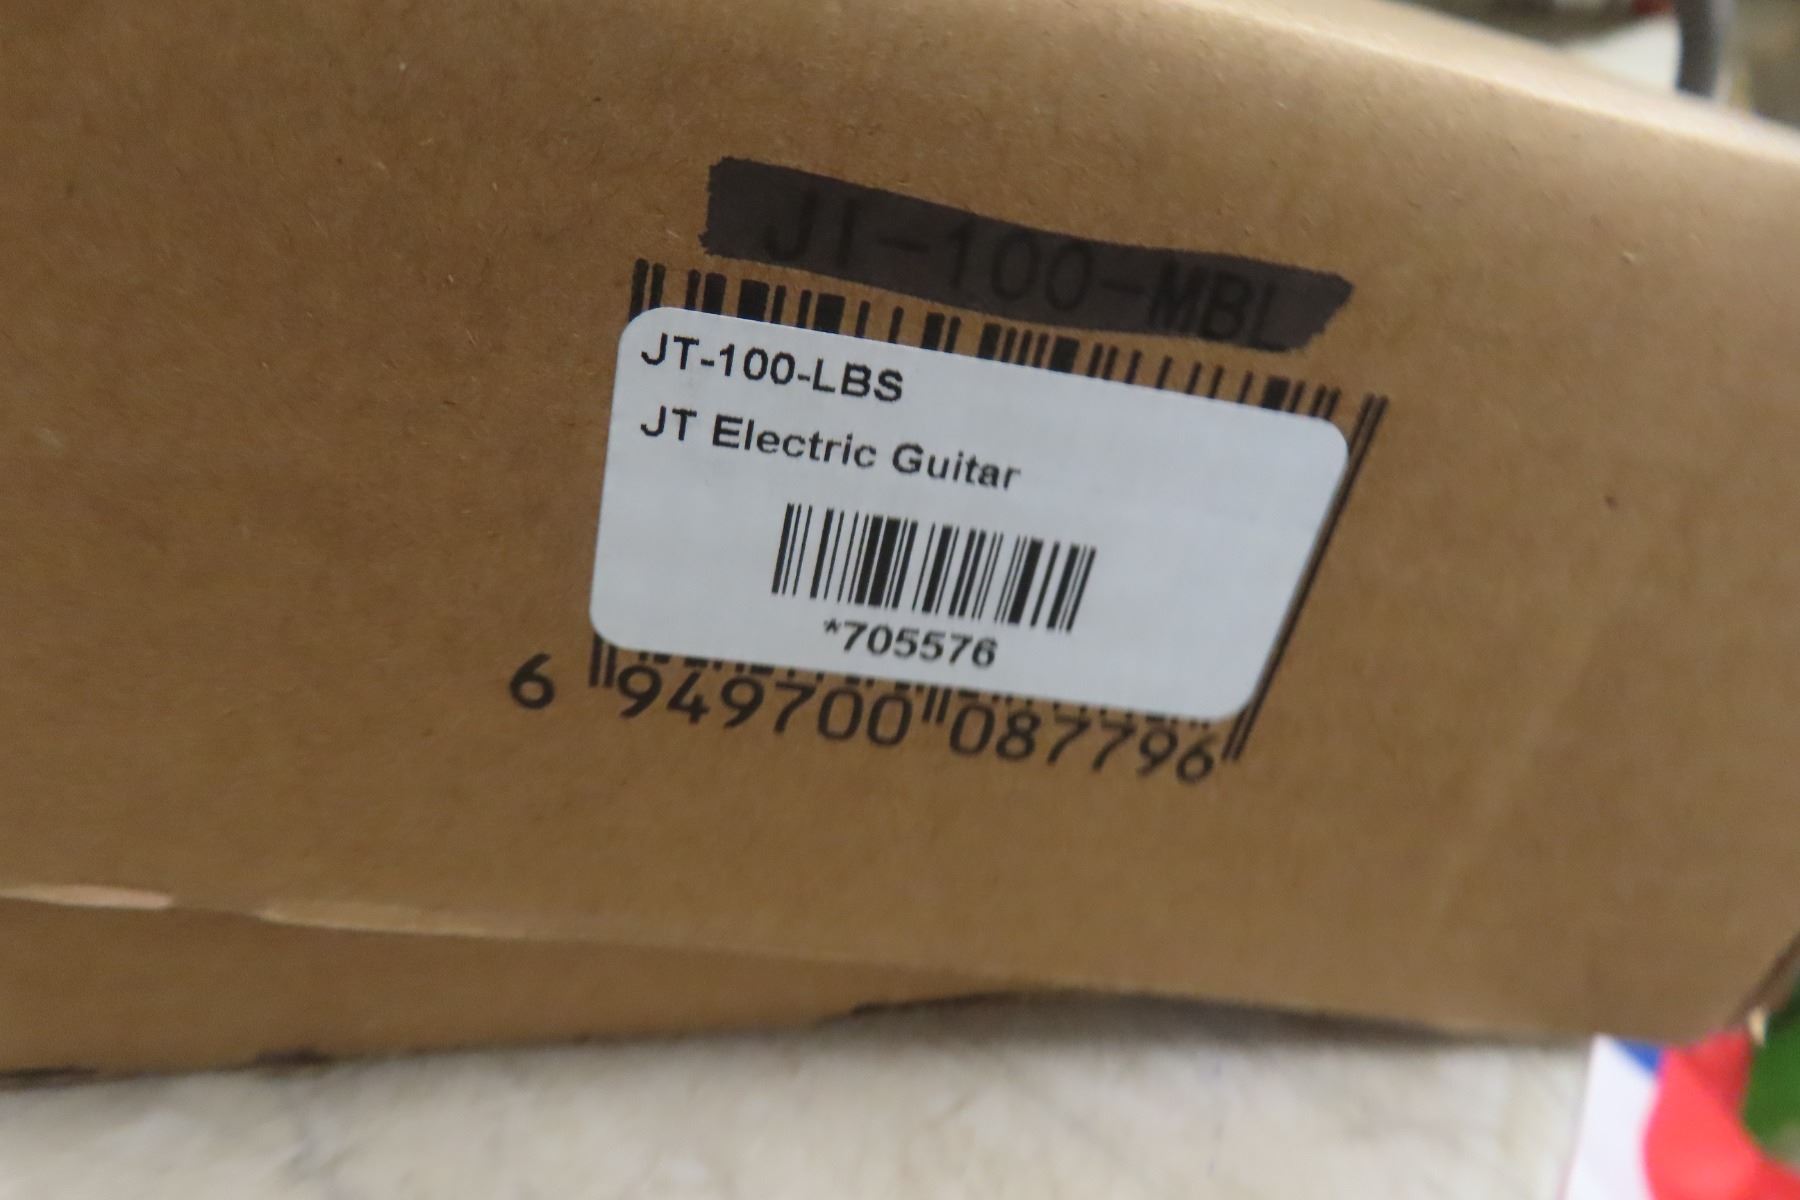 JT-100-MBL
JT-100-LBS
JT Electric Guitar
*705576
6 949700 087796